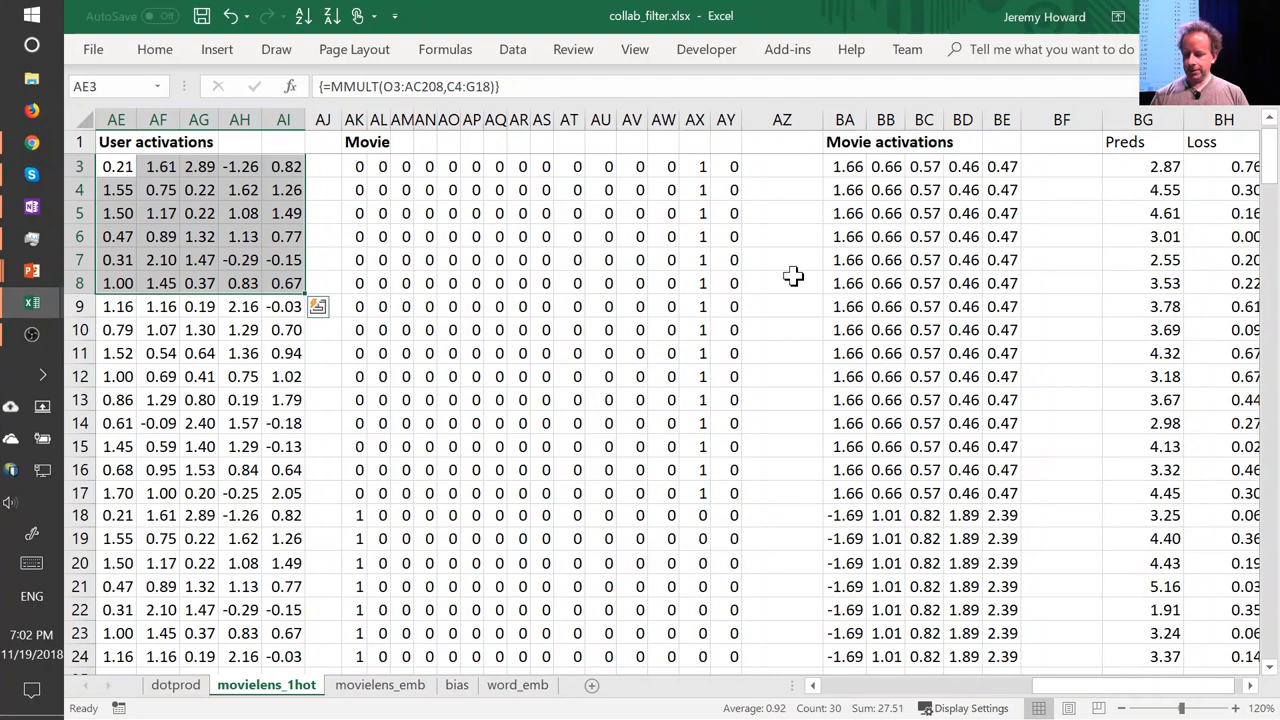 AutoSave Off collab_filter.xlsx - Excel Jeremy Howard
File Home Insert Draw Page Layout Formulas Data Review View Developer Add-ins Help Team Tell me what you want to do
AE3 fx {=MMULT(O3:AC208,C4:G18)}
AE AF AG AH AI AJ AK AL AM AN AO AP AQ AR AS AT AU AV AW AX AY AZ BA BB BC BD BE BF BG BH
1 User activations Movie Movie activations Preds Loss
3 0.21 1.61 2.89 -1.26 0.82 0 0 0 0 0 0 0 0 0 0 0 0 0 1 0 1.66 0.66 0.57 0.46 0.47 2.87 0.76
4 1.55 0.75 0.22 1.62 1.26 0 0 0 0 0 0 0 0 0 0 0 0 0 1 0 1.66 0.66 0.57 0.46 0.47 4.55 0.30
5 1.50 1.17 0.22 1.08 1.49 0 0 0 0 0 0 0 0 0 0 0 0 0 1 0 1.66 0.66 0.57 0.46 0.47 4.61 0.16
6 0.47 0.89 1.32 1.13 0.77 0 0 0 0 0 0 0 0 0 0 0 0 0 1 0 1.66 0.66 0.57 0.46 0.47 3.01 0.00
7 0.31 2.10 1.47 -0.29 -0.15 0 0 0 0 0 0 0 0 0 0 0 0 0 1 0 1.66 0.66 0.57 0.46 0.47 2.55 0.20
8 1.00 1.45 0.37 0.83 0.67 0 0 0 0 0 0 0 0 0 0 0 0 0 1 0 1.66 0.66 0.57 0.46 0.47 3.53 0.22
9 1.16 1.16 0.19 2.16 -0.03 0 0 0 0 0 0 0 0 0 0 0 0 0 1 0 1.66 0.66 0.57 0.46 0.47 3.78 0.61
10 0.79 1.07 1.30 1.29 0.70 0 0 0 0 0 0 0 0 0 0 0 0 0 1 0 1.66 0.66 0.57 0.46 0.47 3.69 0.09
11 1.52 0.54 0.64 1.36 0.94 0 0 0 0 0 0 0 0 0 0 0 0 0 1 0 1.66 0.66 0.57 0.46 0.47 4.32 0.67
12 1.00 0.69 0.41 0.75 1.02 0 0 0 0 0 0 0 0 0 0 0 0 0 1 0 1.66 0.66 0.57 0.46 0.47 3.18 0.67
13 0.86 1.29 0.80 0.19 1.79 0 0 0 0 0 0 0 0 0 0 0 0 0 1 0 1.66 0.66 0.57 0.46 0.47 3.67 0.44
14 0.61 -0.09 2.40 1.57 -0.18 0 0 0 0 0 0 0 0 0 0 0 0 0 1 0 1.66 0.66 0.57 0.46 0.47 2.98 0.27
15 1.45 0.59 1.40 1.29 -0.13 0 0 0 0 0 0 0 0 0 0 0 0 0 1 0 1.66 0.66 0.57 0.46 0.47 4.13 0.02
16 0.68 0.95 1.53 0.84 0.64 0 0 0 0 0 0 0 0 0 0 0 0 0 1 0 1.66 0.66 0.57 0.46 0.47 3.32 0.46
17 1.70 1.00 0.20 -0.25 2.05 0 0 0 0 0 0 0 0 0 0 0 0 0 1 0 1.66 0.66 0.57 0.46 0.47 4.45 0.30
18 0.21 1.61 2.89 -1.26 0.82 1 0 0 0 0 0 0 0 0 0 0 0 0 0 0 -1.69 1.01 0.82 1.89 2.39 3.25 0.06
19 1.55 0.75 0.22 1.62 1.26 1 0 0 0 0 0 0 0 0 0 0 0 0 0 0 -1.69 1.01 0.82 1.89 2.39 4.40 0.36
20 1.50 1.17 0.22 1.08 1.49 1 0 0 0 0 0 0 0 0 0 0 0 0 0 0 -1.69 1.01 0.82 1.89 2.39 4.43 0.19
21 0.47 0.89 1.32 1.13 0.77 1 0 0 0 0 0 0 0 0 0 0 0 0 0 0 -1.69 1.01 0.82 1.89 2.39 5.16 0.03
22 0.31 2.10 1.47 -0.29 -0.15 1 0 0 0 0 0 0 0 0 0 0 0 0 0 0 -1.69 1.01 0.82 1.89 2.39 1.91 0.35
23 1.00 1.45 0.37 0.83 0.67 1 0 0 0 0 0 0 0 0 0 0 0 0 0 0 -1.69 1.01 0.82 1.89 2.39 3.24 0.06
24 1.16 1.16 0.19 2.16 -0.03 1 0 0 0 0 0 0 0 0 0 0 0 0 0 0 -1.69 1.01 0.82 1.89 2.39 3.37 0.14
ENG
7:02 PM
11/19/2018
dotprod movielens_1hot movielens_emb bias word_emb
Ready Average: 0.92 Count: 30 Sum: 27.51 Display Settings 120%